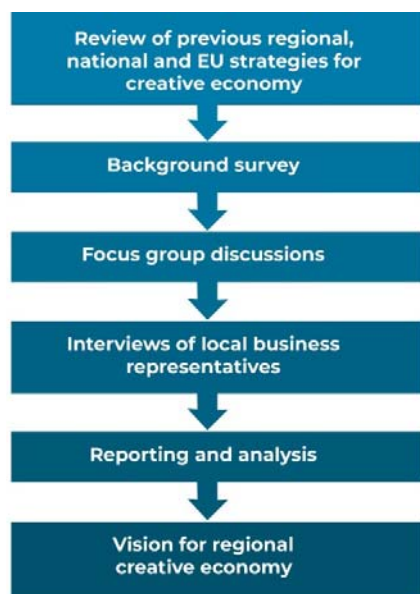 Review of previous regional,
national and EU strategies for
creative economy
Background survey
Focus group discussions
Interviews of local business
representatives
Reporting and analysis
Vision for regional
creative economy